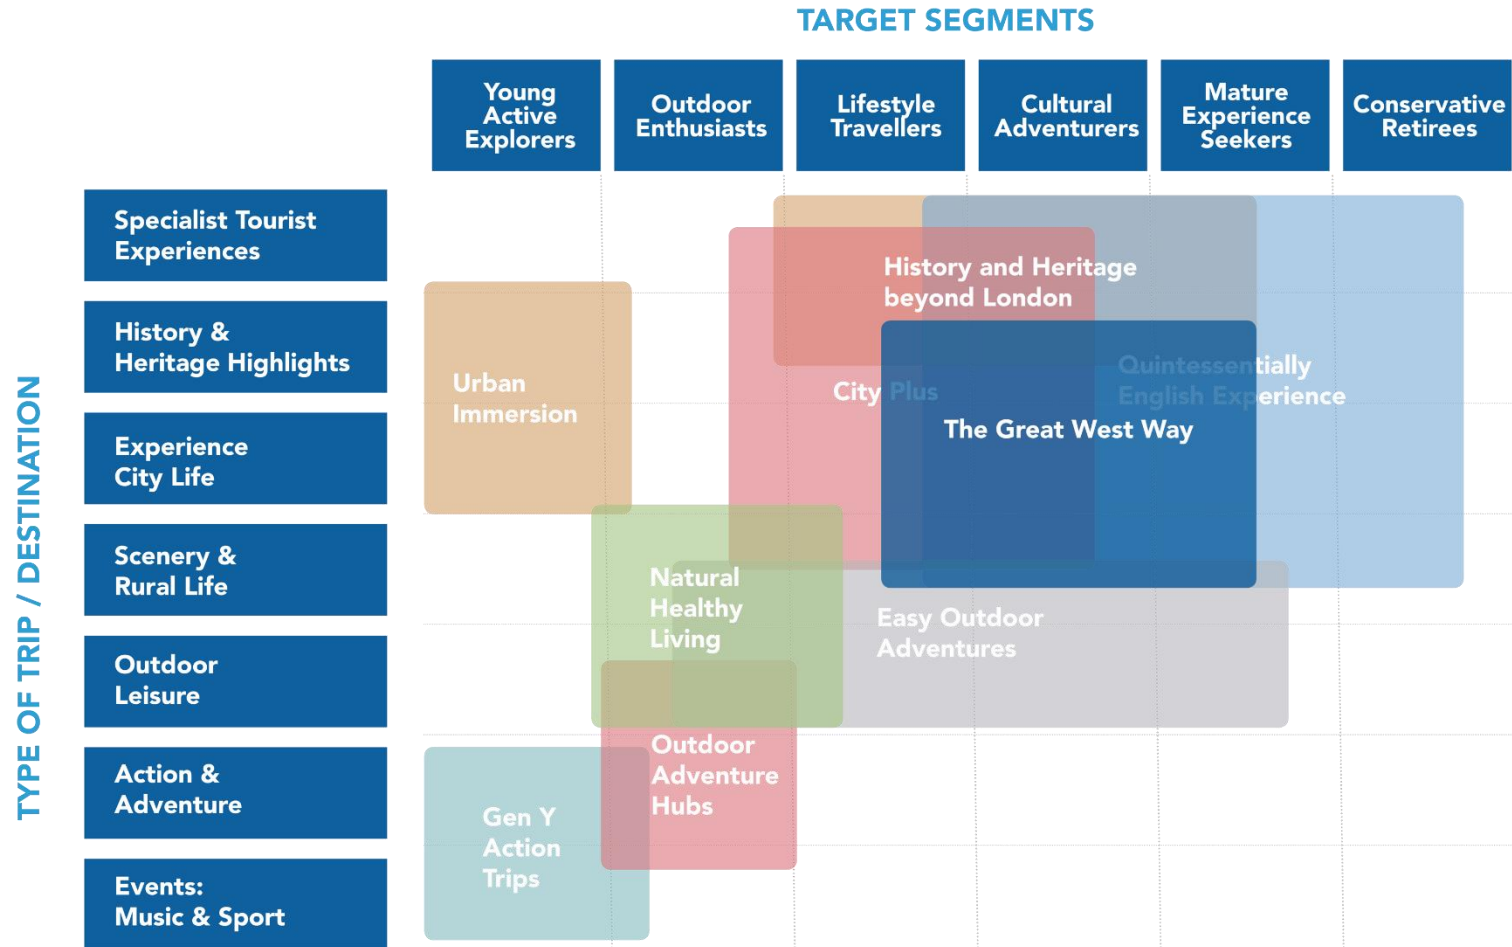 TARGET SEGMENTS
Young
Active
Explorers
Outdoor
Enthusiasts
Lifestyle
Travellers
Cultural
Adventurers
Mature
Experience
Seekers
Conservative
Retirees
TYPE OF TRIP / DESTINATION
Specialist Tourist
Experiences
History &
Heritage Highlights
Experience
City Life
Scenery &
Rural Life
Outdoor
Leisure
Action &
Adventure
Events:
Music & Sport
History and Heritage
beyond London
Urban
Immersion
City Plus
Quintessentially
English Experience
The Great West Way
Natural
Healthy
Living
Easy Outdoor
Adventures
Outdoor
Adventure
Hubs
Gen Y
Action
Trips